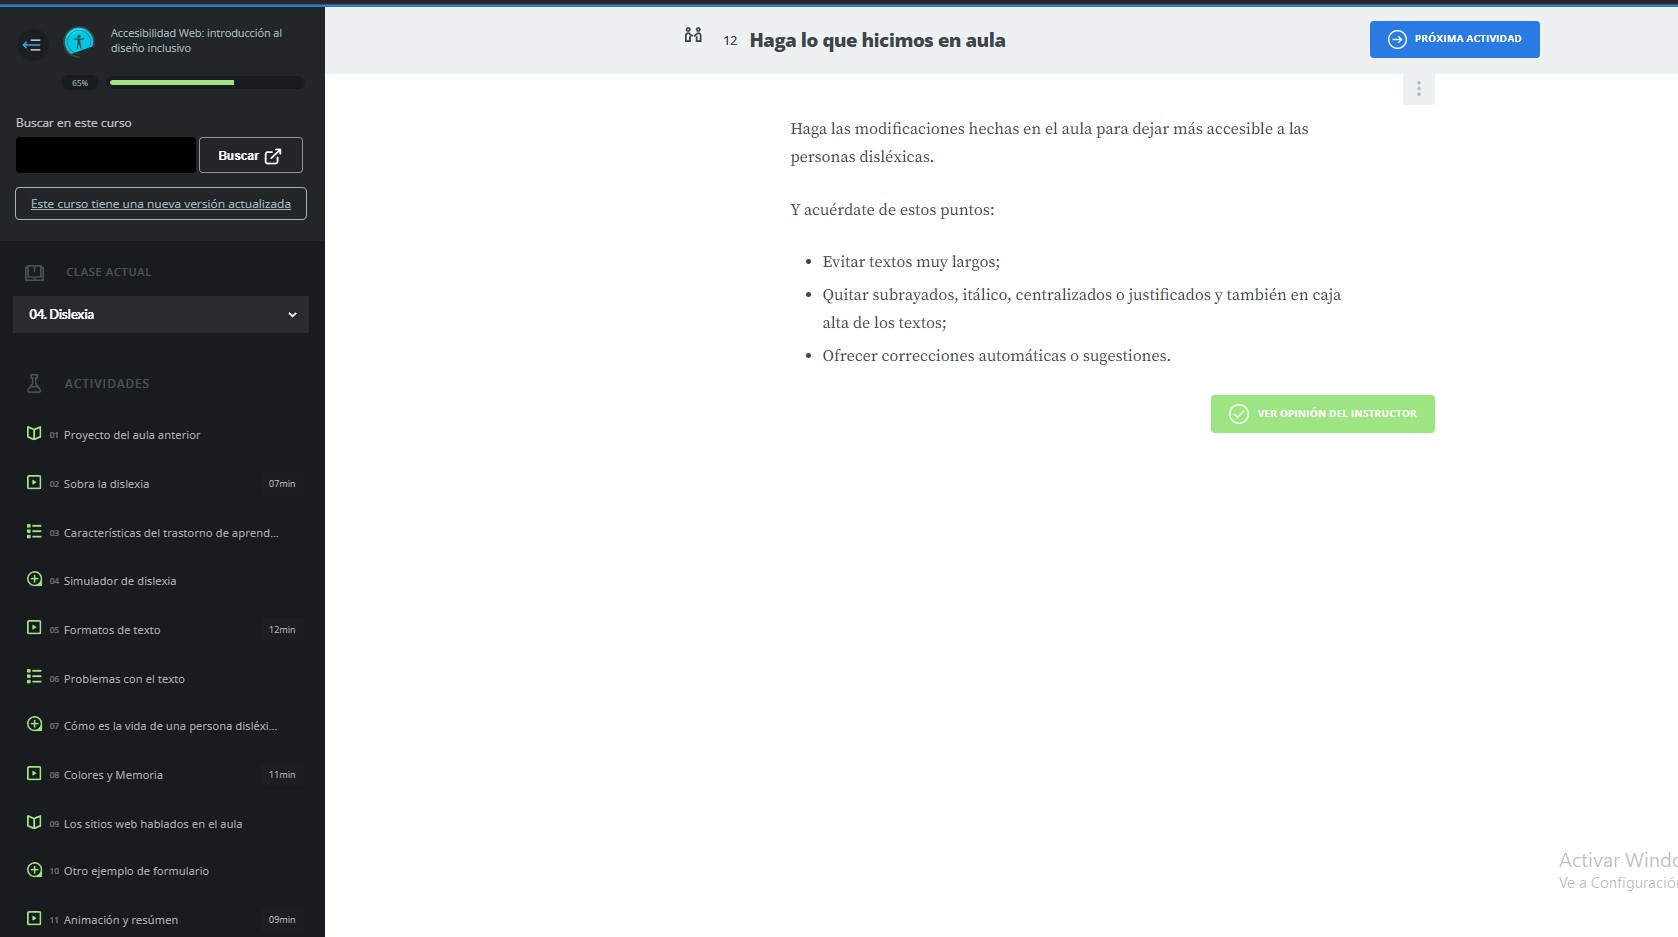 Accesibilidad Web: introducción al
diseño inclusivo
65%
Buscar en este curso
Buscar
Este curso tiene una nueva versión actualizada
CLASE ACTUAL
04. Dislexia
ACTIVIDADES
01 Proyecto del aula anterior
02 Sobra la dislexia 07min
03 Características del trastorno de aprend...
04 Simulador de dislexia
05 Formatos de texto 12min
06 Problemas con el texto
07 Cómo es la vida de una persona disléxi...
08 Colores y Memoria 11min
09 Los sitios web hablados en el aula
10 Otro ejemplo de formulario
11 Animación y resúmen 09min
12 Haga lo que hicimos en aula
PRÓXIMA ACTIVIDAD
Haga las modificaciones hechas en el aula para dejar más accesible a las
personas disléxicas.
Y acuérdate de estos puntos:
• Evitar textos muy largos;
• Quitar subrayados, itálico, centralizados o justificados y también en caja
alta de los textos;
• Ofrecer correcciones automáticas o sugestiones.
VER OPINIÓN DEL INSTRUCTOR
Activar Windo
Ve a Configuración